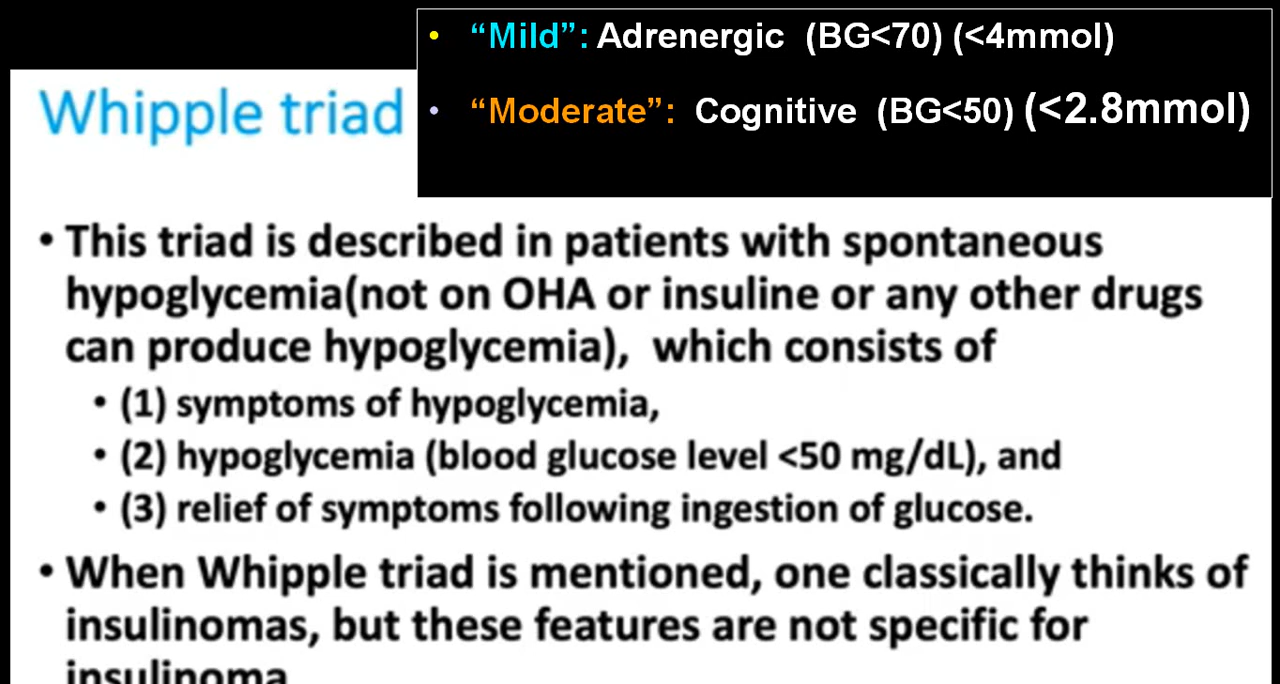 • “Mild”: Adrenergic (BG<70) (<4mmol)
• “Moderate”: Cognitive (BG<50) (<2.8mmol)
Whipple triad
• This triad is described in patients with spontaneous
hypoglycemia(not on OHA or insuline or any other drugs
can produce hypoglycemia), which consists of
• (1) symptoms of hypoglycemia,
• (2) hypoglycemia (blood glucose level <50 mg/dL), and
• (3) relief of symptoms following ingestion of glucose.
• When Whipple triad is mentioned, one classically thinks of
insulinomas, but these features are not specific for
insulinoma